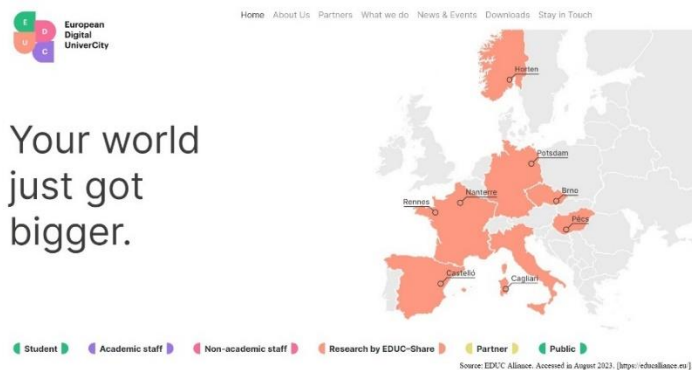 E
D
U
C
European
Digital
UniverCity
Home About Us Partners What we do News & Events Downloads Stay in Touch
Your world
just got
bigger.
Horten
Potsdam
Nanterre
Brno
Rennes
Pécs
Castelló
Cagliari
Student
Academic staff
Non-academic staff
Research by EDUC-Share
Partner
Public
Source: EDUC Aliance. Accessed in August 2023. [https://educalliance.eu/]